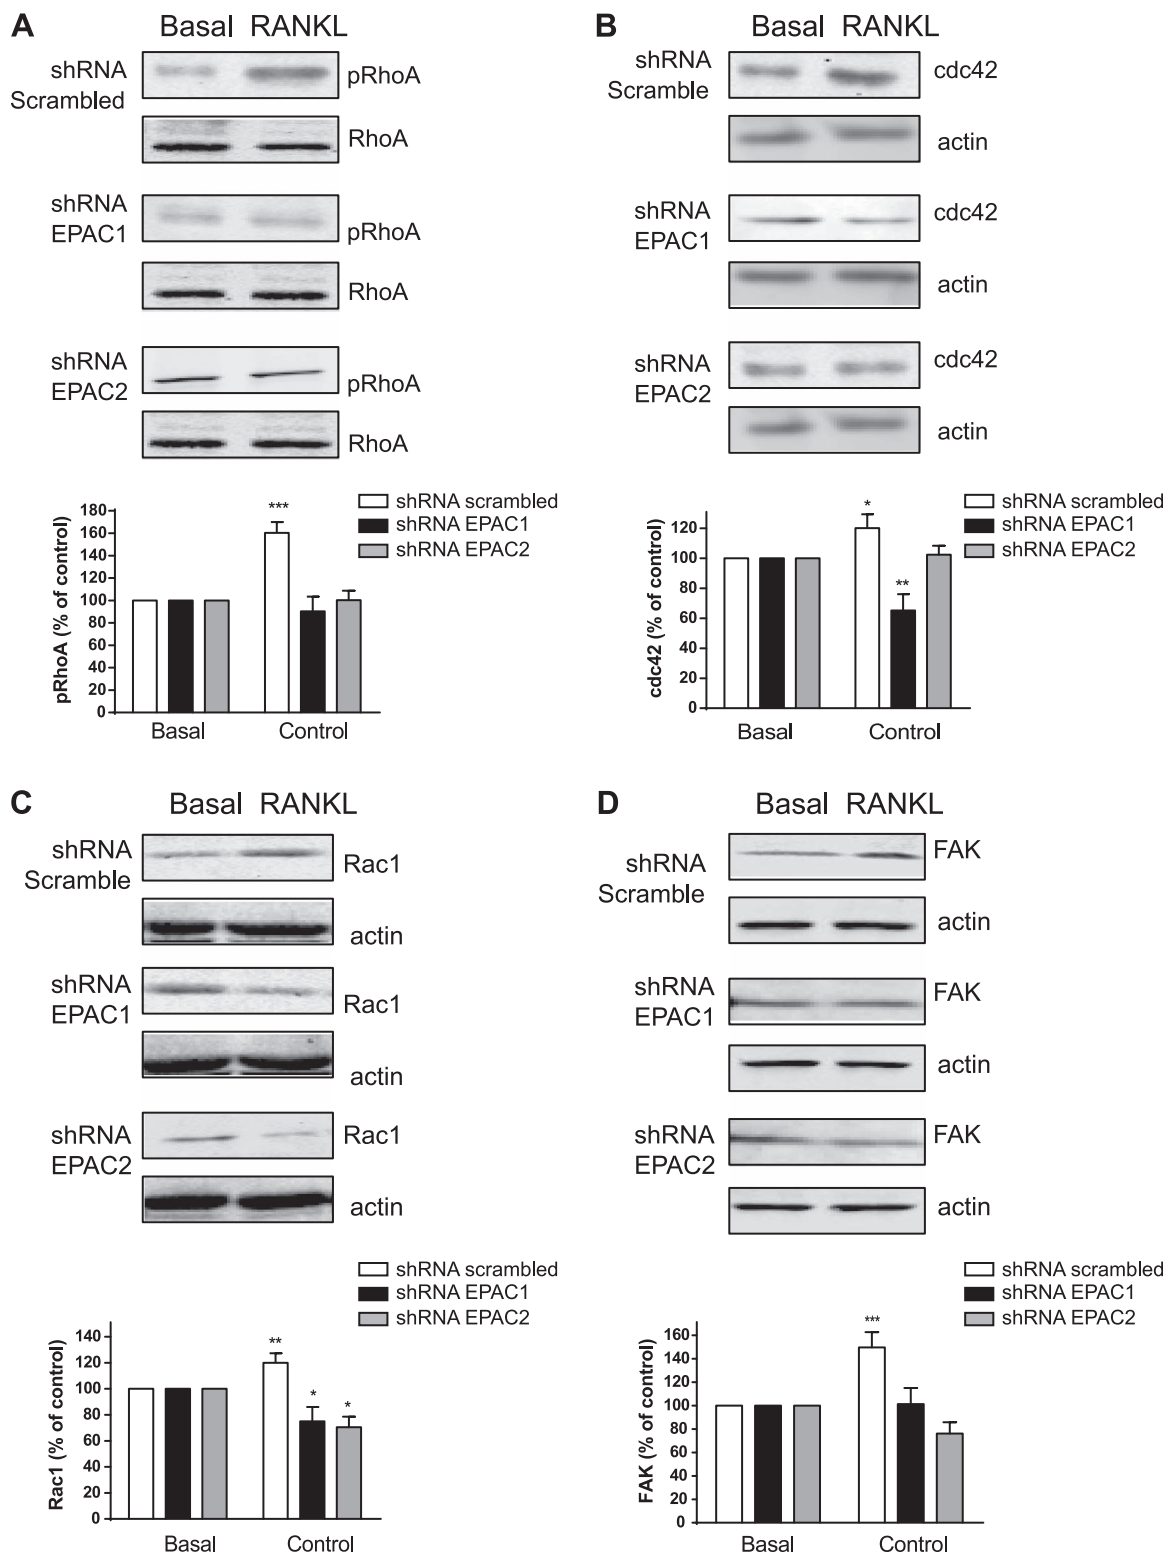 A
Basal RANKL
shRNA
Scrambled
pRhoA
RhoA
shRNA
EPAC1
pRhoA
RhoA
shRNA
EPAC2
pRhoA
RhoA
shRNA scrambled
shRNA EPAC1
shRNA EPAC2
pRhoA (% of control)
180
160
140
120
100
80
60
40
20
0
***
Basal
Control
B
Basal RANKL
shRNA
Scramble
cdc42
actin
shRNA
EPAC1
cdc42
actin
shRNA
EPAC2
cdc42
actin
shRNA scrambled
shRNA EPAC1
shRNA EPAC2
cdc42 (% of control)
120
100
80
60
40
20
0
*
**
Basal
Control
C
Basal RANKL
shRNA
Scramble
Rac1
actin
shRNA
EPAC1
Rac1
actin
shRNA
EPAC2
Rac1
actin
shRNA scrambled
shRNA EPAC1
shRNA EPAC2
Rac1 (% of control)
140
120
100
80
60
40
20
0
**
*
*
Basal
Control
D
Basal RANKL
shRNA
Scramble
FAK
actin
shRNA
EPAC1
FAK
actin
shRNA
EPAC2
FAK
actin
shRNA scrambled
shRNA EPAC1
shRNA EPAC2
FAK (% of control)
160
140
120
100
80
60
40
20
0
***
Basal
Control